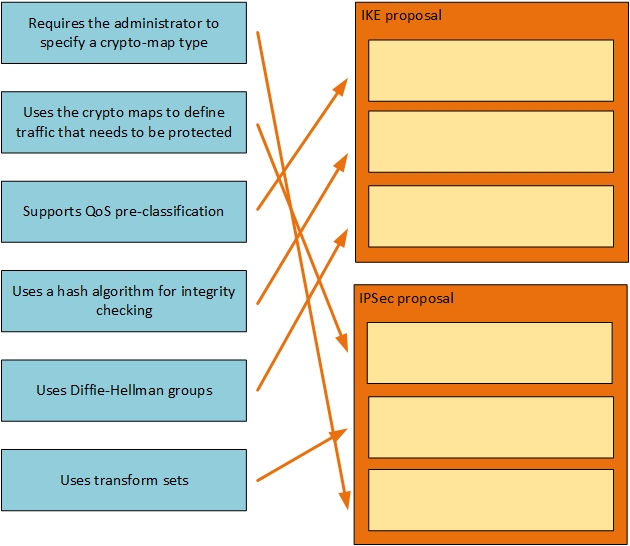 Requires the administrator to
specify a crypto-map type
Uses the crypto maps to define
traffic that needs to be protected
Supports QoS pre-classification
Uses a hash algorithm for integrity
checking
Uses Diffie-Hellman groups
Uses transform sets
IKE proposal
IPSec proposal